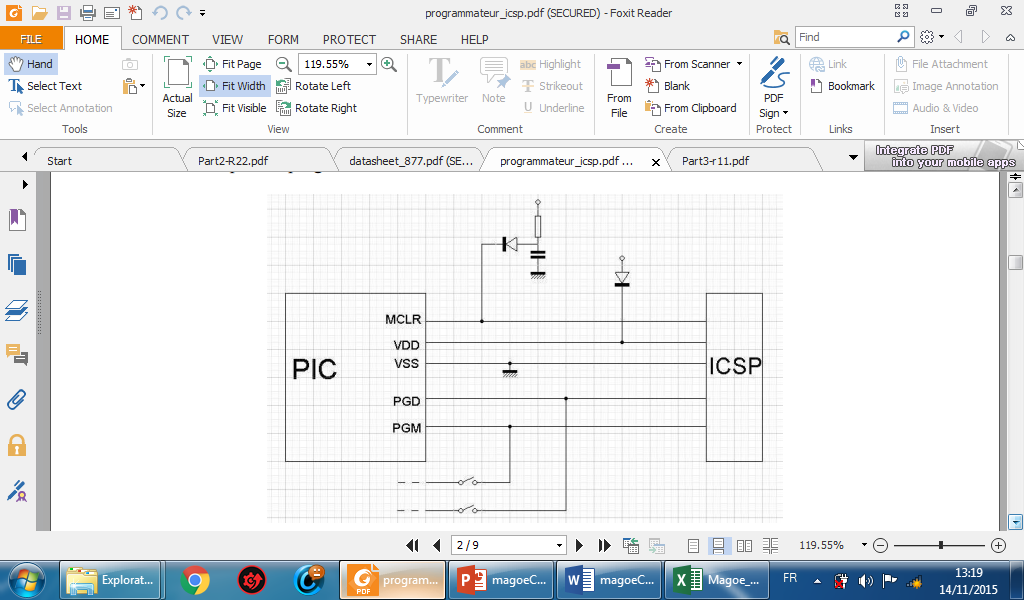 programmateur_icsp.pdf (SECURED) - Foxit Reader
FILE HOME COMMENT VIEW FORM PROTECT SHARE HELP Find
Hand
Select Text
Select Annotation
Tools
Actual Size
Fit Page
Fit Width
Fit Visible
119.55%
Rotate Left
Rotate Right
View
Typewriter
Note
Highlight
Strikeout
Underline
Comment
From File
From Scanner
Blank
From Clipboard
Create
PDF Sign
Protect
Link
Bookmark
Links
File Attachment
Image Annotation
Audio & Video
Insert
Start Part2-R22.pdf datasheet_877.pdf (SE... programmateur_icsp.pdf ... Part3-r11.pdf
Integrate PDF
into your mobile apps
MCLR
VDD
VSS
PIC
PGD
PGM
ICSP
2 / 9
119.55%
Explorat...
PDF
program...
magoeC...
magoeC...
Magoe_...
FR
13:19
14/11/2015